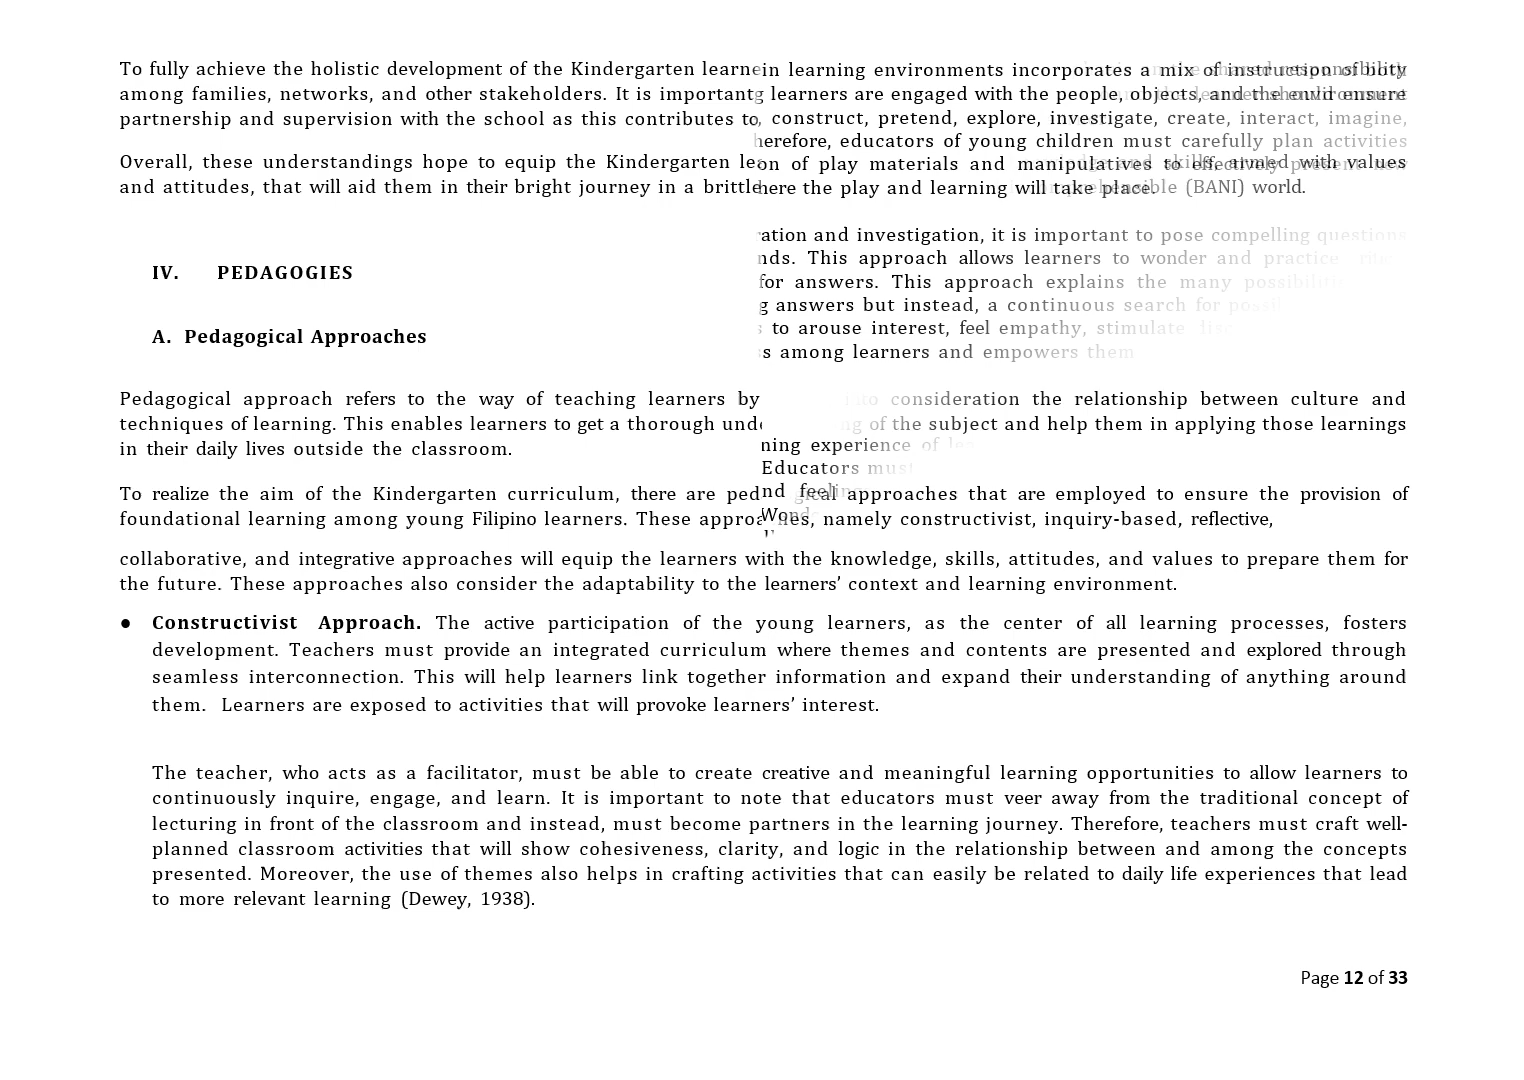 To fully achieve the holistic development of the Kindergarten learne in learning environments incorporates a mix of instruction of both
among families, networks, and other stakeholders. It is important g learners are engaged with the people, objects, and the environment
partnership and supervision with the school as this contributes to, construct, pretend, explore, investigate, create, interact, imagine,
herefore, educators of young children must carefully plan activities
Overall, these understandings hope to equip the Kindergarten le on of play materials and manipulatives to effectively present new
and attitudes, that will aid them in their bright journey in a brittle here the play and learning will take place. (BANI) world.
ration and investigation, it is important to pose compelling questions
nds. This approach allows learners to wonder and practice
IV. PEDAGOGIES
for answers. This approach explains the many
g answers but instead, a continuous search for
s to arouse interest, feel empathy, stimulate
A. Pedagogical Approaches
s among learners and empowers them
Pedagogical approach refers to the way of teaching learners by consideration the relationship between culture and
techniques of learning. This enables learners to get a thorough und of the subject and help them in applying those learnings
ning experience of
in their daily lives outside the classroom.
Educators must
To realize the aim of the Kindergarten curriculum, there are ped nd approaches that are employed to ensure the provision of
foundational learning among young Filipino learners. These approa hes, namely constructivist, inquiry-based, reflective,
collaborative, and integrative approaches will equip the learners with the knowledge, skills, attitudes, and values to prepare them for
the future. These approaches also consider the adaptability to the learners’ context and learning environment.
● Constructivist Approach. The active participation of the young learners, as the center of all learning processes, fosters
development. Teachers must provide an integrated curriculum where themes and contents are presented and explored through
seamless interconnection. This will help learners link together information and expand their understanding of anything around
them. Learners are exposed to activities that will provoke learners’ interest.
The teacher, who acts as a facilitator, must be able to create creative and meaningful learning opportunities to allow learners to
continuously inquire, engage, and learn. It is important to note that educators must veer away from the traditional concept of
lecturing in front of the classroom and instead, must become partners in the learning journey. Therefore, teachers must craft well-
planned classroom activities that will show cohesiveness, clarity, and logic in the relationship between and among the concepts
presented. Moreover, the use of themes also helps in crafting activities that can easily be related to daily life experiences that lead
to more relevant learning (Dewey, 1938).
Page 12 of 33